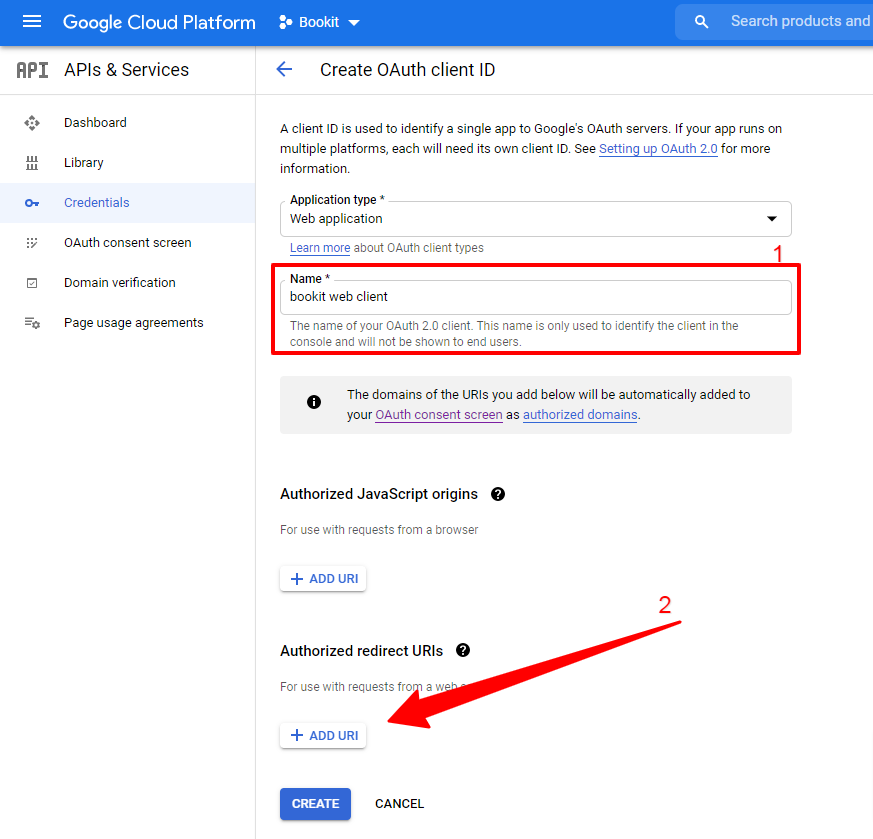 Google Cloud Platform
Bookit
Search products and
API
APIs & Services
Create OAuth client ID
Dashboard
Library
Credentials
OAuth consent screen
Domain verification
Page usage agreements
A client ID is used to identify a single app to Google's OAuth servers. If your app runs on
multiple platforms, each will need its own client ID. See Setting up OAuth 2.0 for more
information.
Application type *
Web application
Learn more about OAuth client types
1
Name *
bookit web client
The name of your OAuth 2.0 client. This name is only used to identify the client in the
console and will not be shown to end users.
The domains of the URIs you add below will be automatically added to
your OAuth consent screen as authorized domains.
Authorized JavaScript origins
For use with requests from a browser
ADD URI
2
Authorized redirect URIs
For use with requests from a web
ADD URI
CREATE
CANCEL